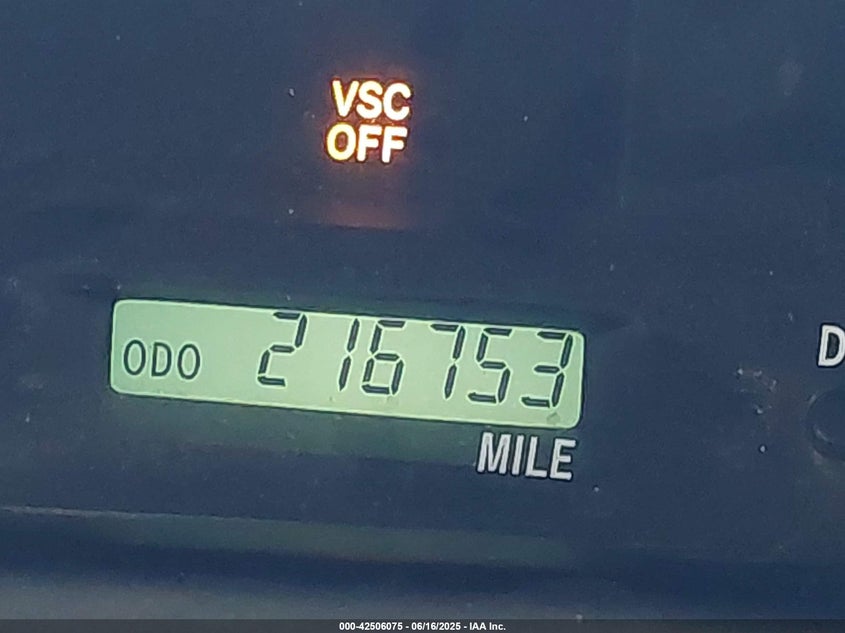 VSC
OFF
ODO 216753
MILE
D
000-42506075 - 06/16/2025 - IAA Inc.